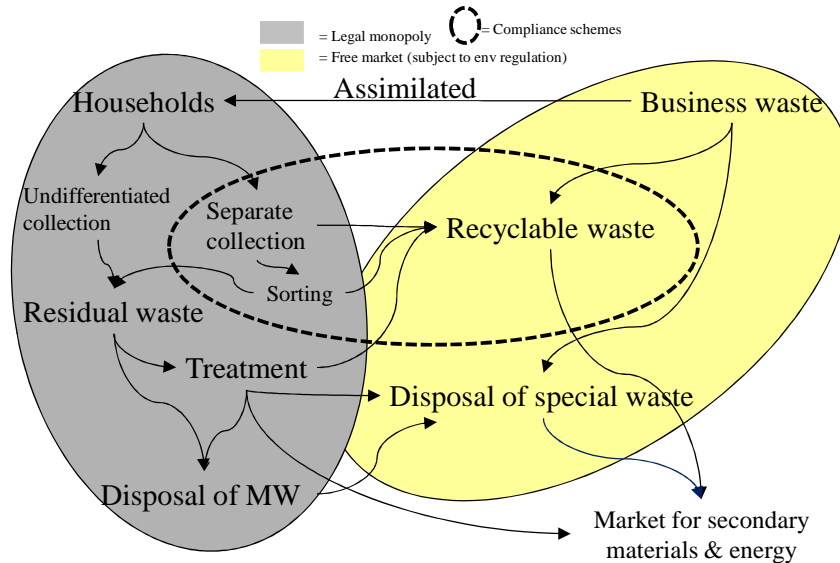 = Legal monopoly
= Compliance schemes
= Free market (subject to env regulation)
Assimilated
Households
Business waste
Undifferentiated
collection
Separate
collection
Recyclable waste
Sorting
Residual waste
Treatment
Disposal of special waste
Disposal of MW
Market for secondary
materials & energy